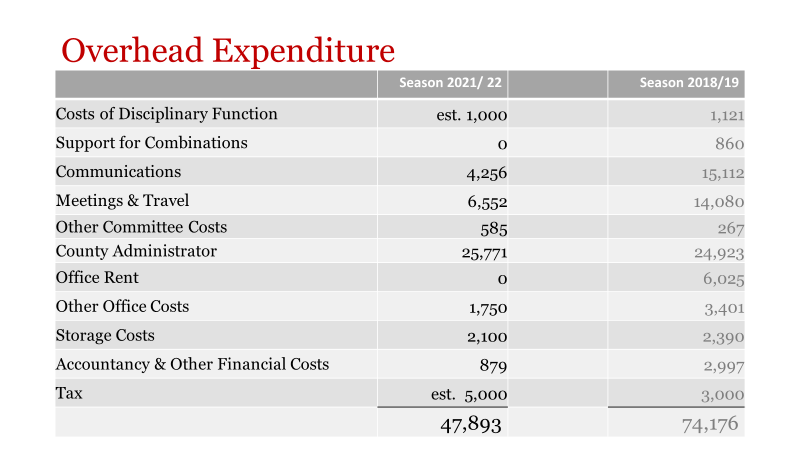 Overhead Expenditure
Season 2021/ 22 Season 2018/19
Costs of Disciplinary Function est. 1,000 1,121
Support for Combinations 0 860
Communications 4,256 15,112
Meetings & Travel 6,552 14,080
Other Committee Costs 585 267
County Administrator 25,771 24,923
Office Rent 0 6,025
Other Office Costs 1,750 3,401
Storage Costs 2,100 2,390
Accountancy & Other Financial Costs 879 2,997
Tax est. 5,000 3,000
47,893 74,176